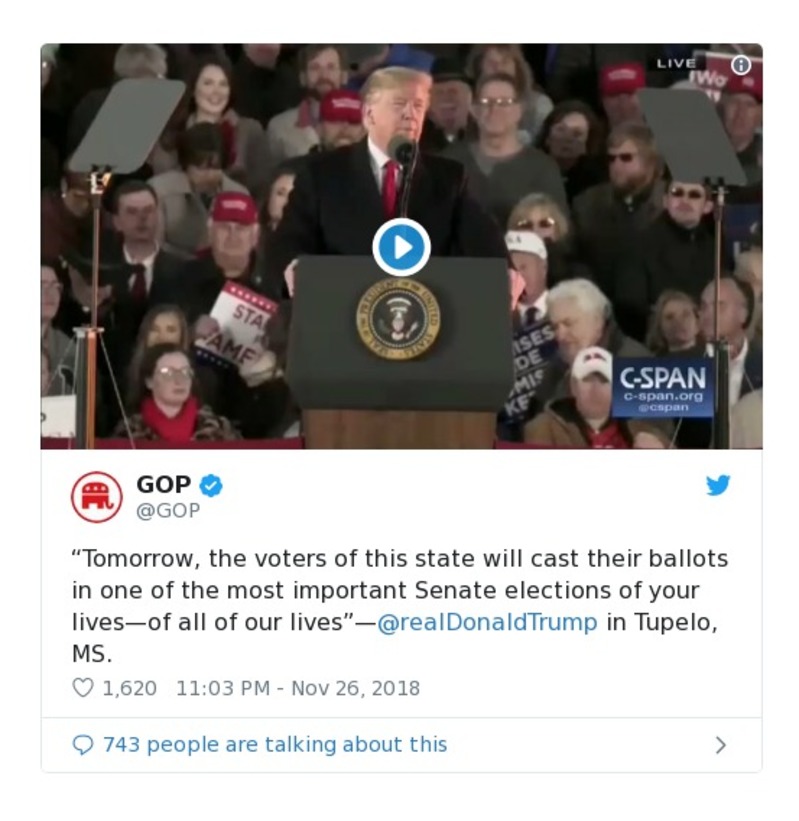 LIVE
STA
AME
C-SPAN
c-span.org
@cspan
GOP
@GOP
“Tomorrow, the voters of this state will cast their ballots
in one of the most important Senate elections of your
lives—of all of our lives”—@realDonaldTrump in Tupelo,
MS.
1,620 11:03 PM - Nov 26, 2018
743 people are talking about this